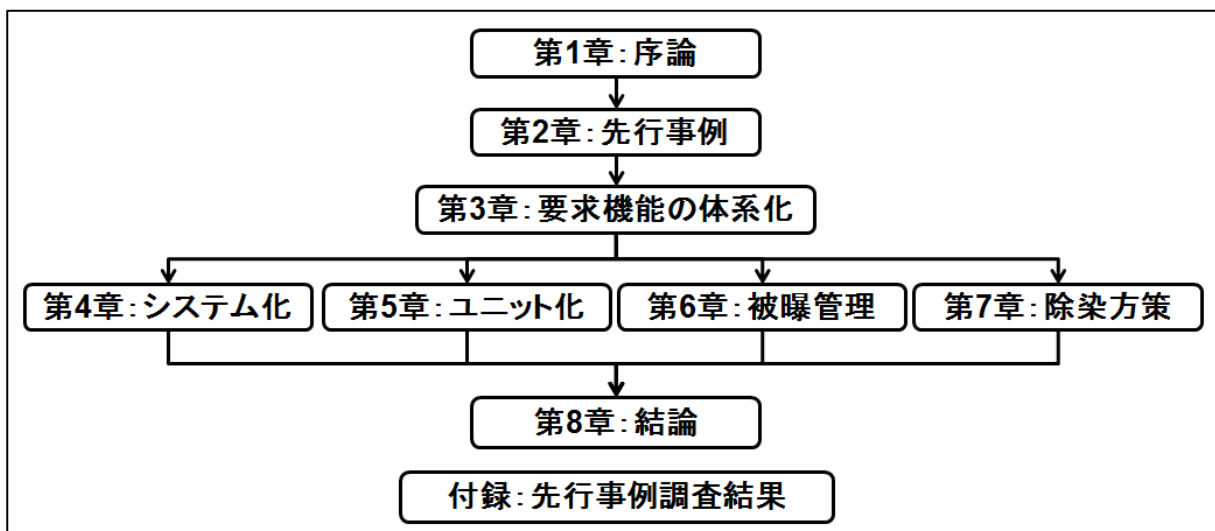 第1章：序論
第2章：先行事例
第3章：要求機能の体系化
第4章：システム化
第5章：ユニット化
第6章：被曝管理
第7章：除染方策
第8章：結論
付録：先行事例調査結果